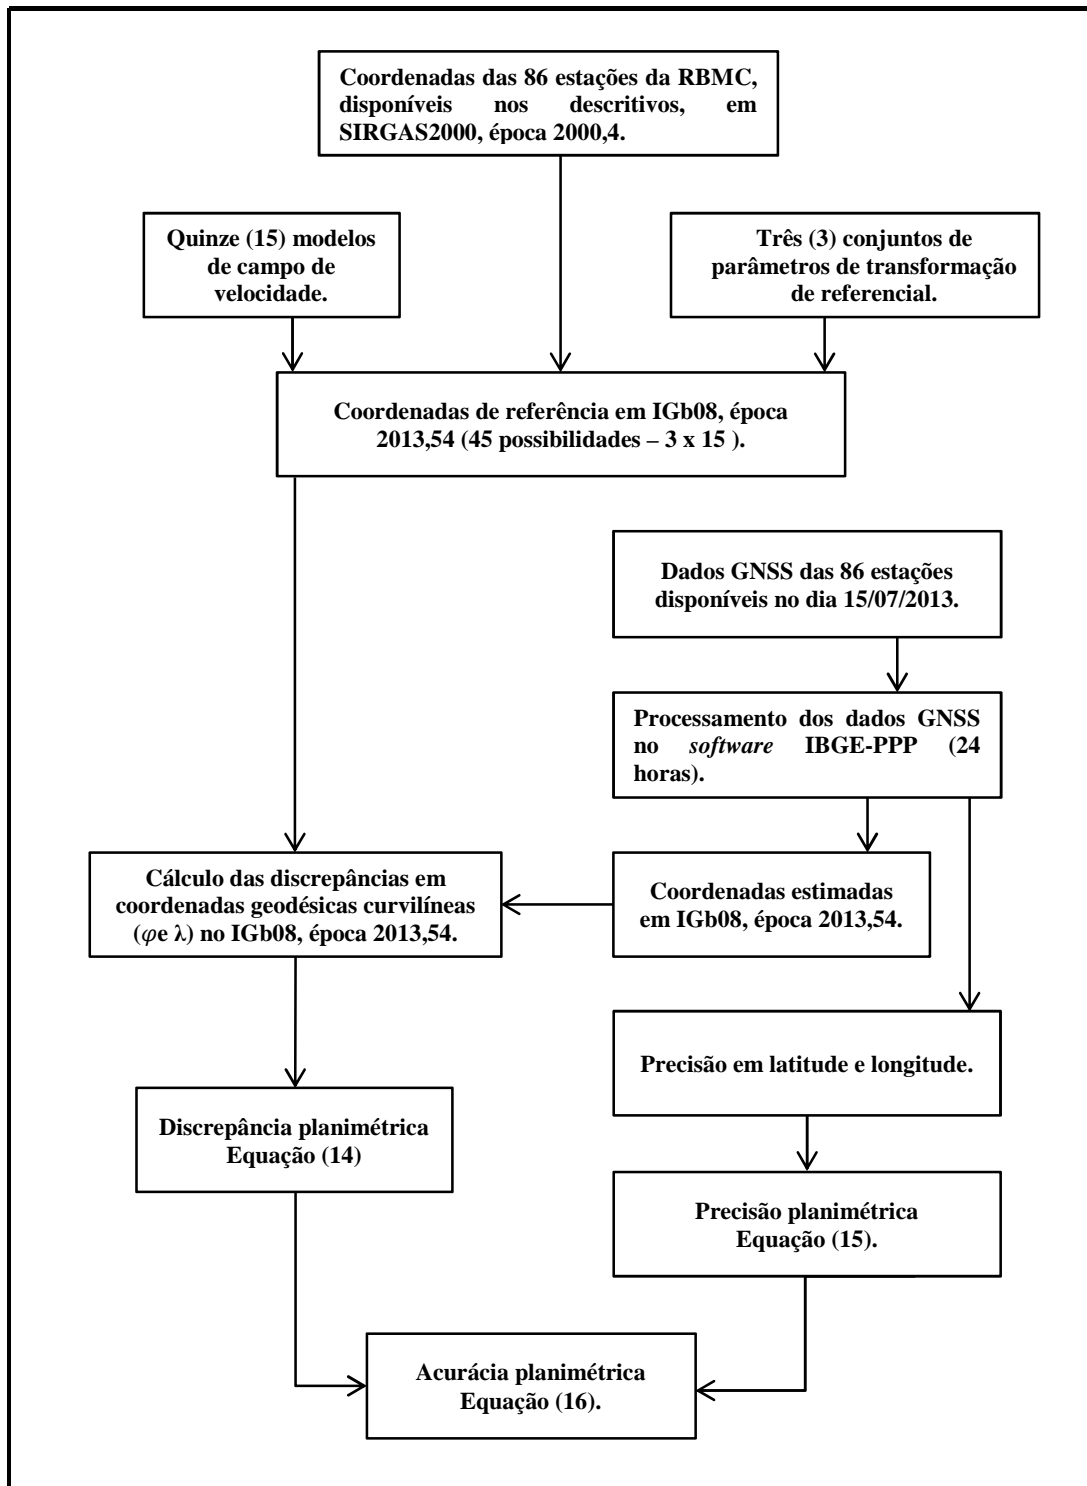 Coordenadas das 86 estações da RBMC,
disponíveis nos descritivos, em
SIRGAS2000, época 2000,4.
Quinze (15) modelos
de campo de
velocidade.
Três (3) conjuntos de
parâmetros de transformação
de referencial.
Coordenadas de referência em IGb08, época
2013,54 (45 possibilidades – 3 x 15 ).
Dados GNSS das 86 estações
disponíveis no dia 15/07/2013.
Processamento dos dados GNSS
no software IBGE-PPP (24
horas).
Cálculo das discrepâncias em
coordenadas geodésicas curvilíneas
(φe λ) no IGb08, época 2013,54.
Coordenadas estimadas
em IGb08, época 2013,54.
Precisão em latitude e longitude.
Discrepância planimétrica
Equação (14)
Precisão planimétrica
Equação (15).
Acurácia planimétrica
Equação (16).